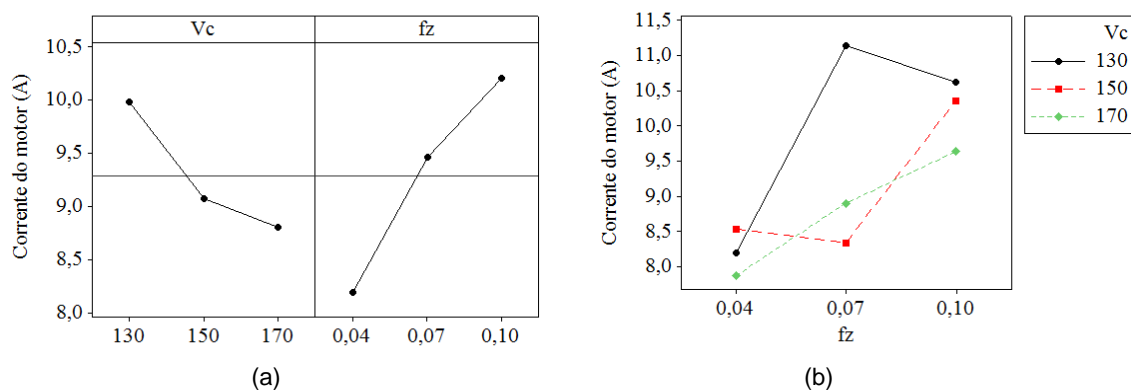 Vc fz
Corrente do motor (A)
10,5
10,0
9,5
9,0
8,5
8,0
130 150 170 0,04 0,07 0,10
(a)
Corrente do motor (A)
11,5
11,0
10,5
10,0
9,5
9,0
8,5
8,0
0,04 0,07 0,10
fz
Vc
130
150
170
(b)